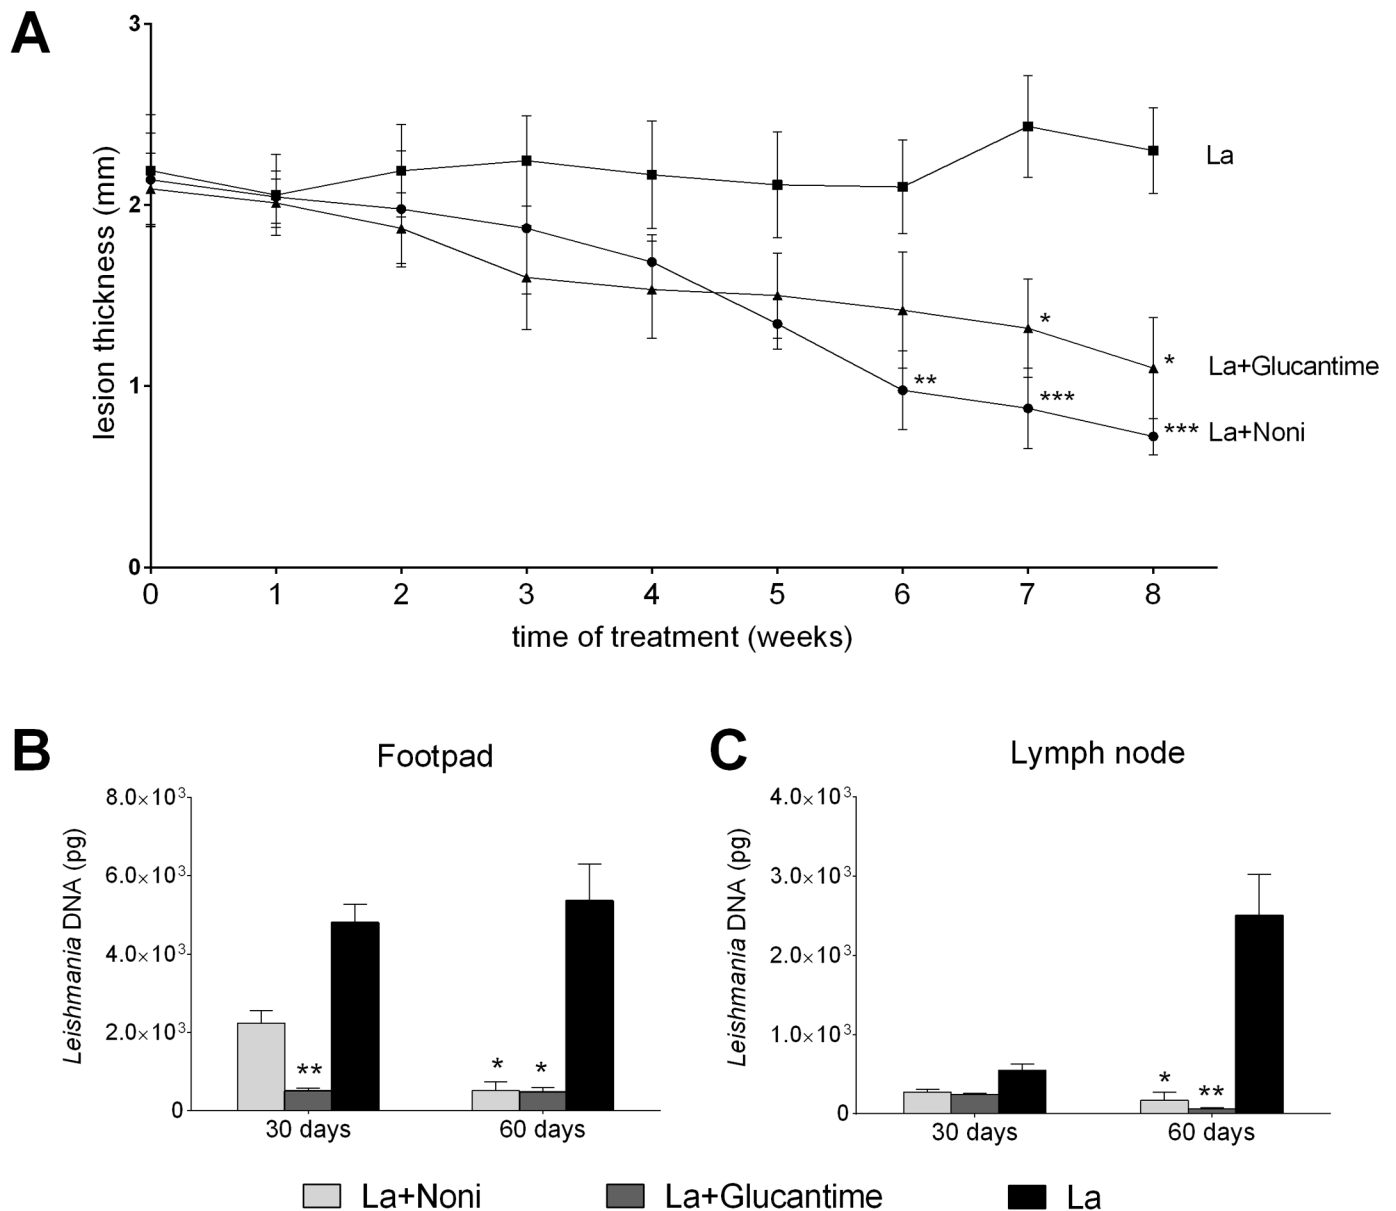 A
3
2
1
0
lesion thickness (mm)
La
*
*
La+Glucantime
**
***
*** La+Noni
0 1 2 3 4 5 6 7 8
time of treatment (weeks)
B
Footpad
8.0×10³
6.0×10³
4.0×10³
2.0×10³
0
Leishmania DNA (pg)
**
* *
30 days 60 days
C
Lymph node
4.0×10³
3.0×10³
2.0×10³
1.0×10³
0
Leishmania DNA (pg)
* **
30 days 60 days
La+Noni La+Glucantime La